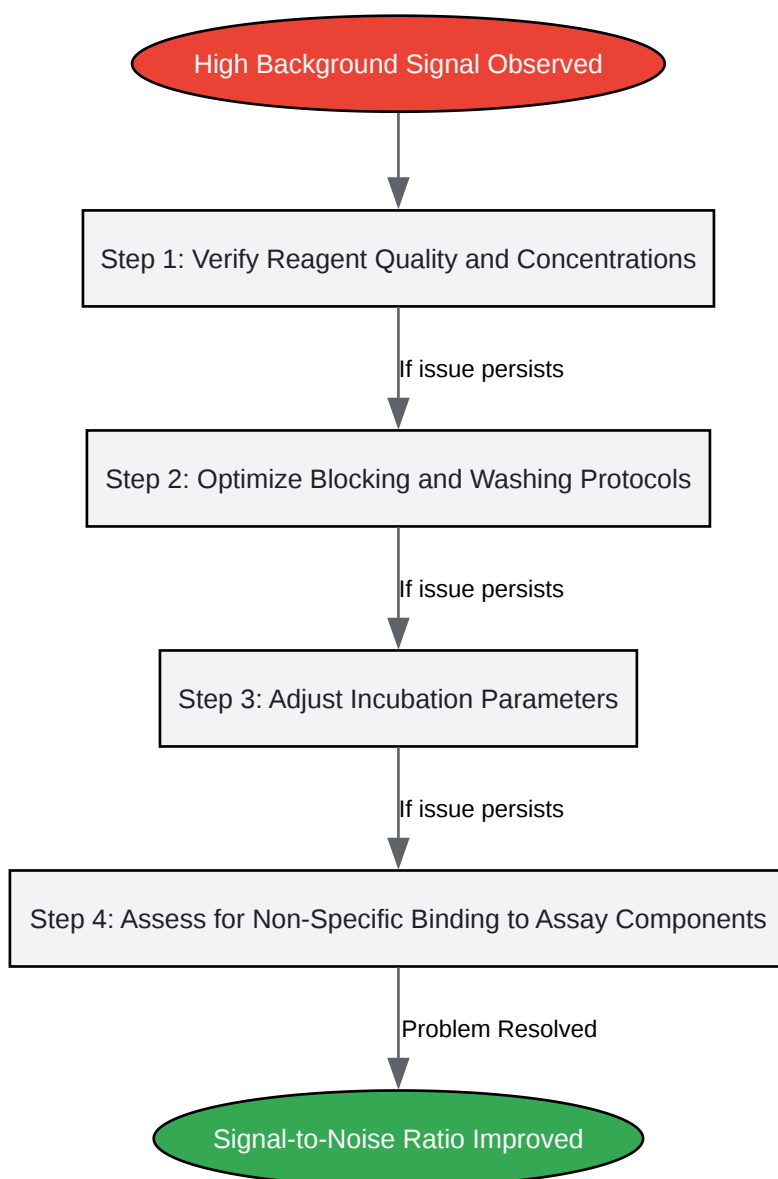 High Background Signal Observed
Step 1: Verify Reagent Quality and Concentrations
If issue persists
Step 2: Optimize Blocking and Washing Protocols
If issue persists
Step 3: Adjust Incubation Parameters
If issue persists
Step 4: Assess for Non-Specific Binding to Assay Components
Problem Resolved
Signal-to-Noise Ratio Improved